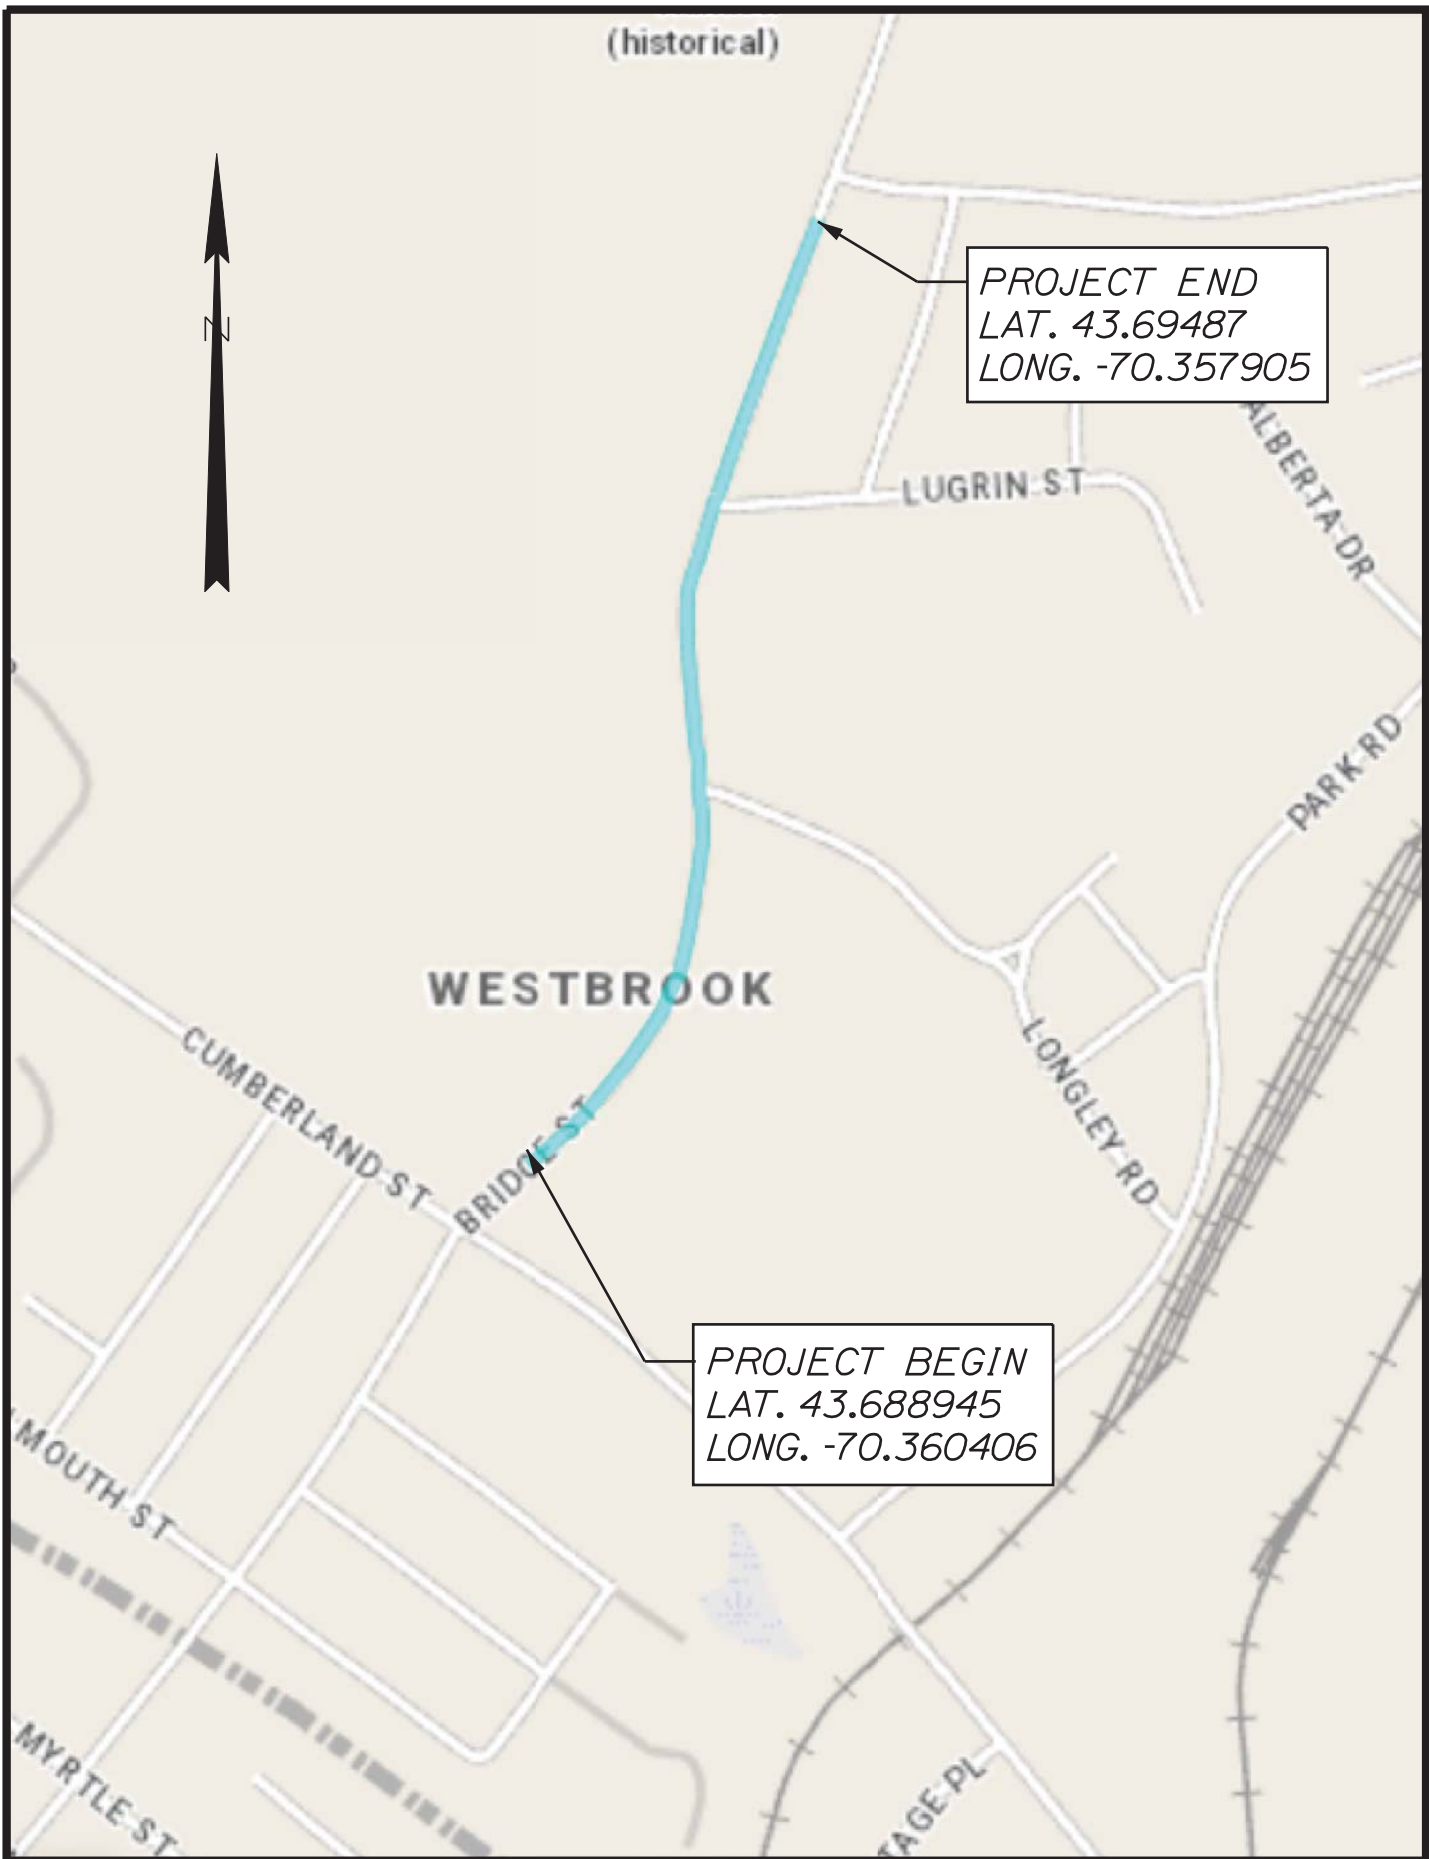 (historical)
N
PROJECT END
LAT. 43.69487
LONG. -70.357905
ALBERTA DR
LUGRIN ST
PARK RD
WESTBROOK
CUMBERLAND ST
BRIDGE ST
LONGLEY RD
PROJECT BEGIN
LAT. 43.688945
LONG. -70.360406
MOUTH ST
MYRTLE ST
TAGE PL